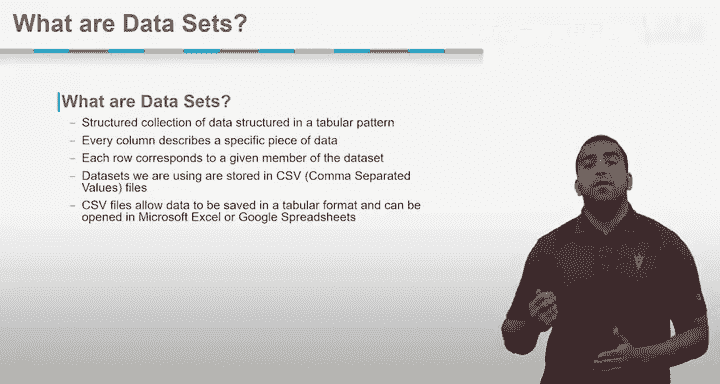 What are Data Sets?
What are Data Sets?
– Structured collection of data structured in a tabular pattern
– Every column describes a specific piece of data
– Each row corresponds to a given member of the dataset
– Datasets we are using are stored in CSV (Comma Separated
Values) files
– CSV files allow data to be saved in a tabular format and can be
opened in Microsoft Excel or Google Spreadsheets